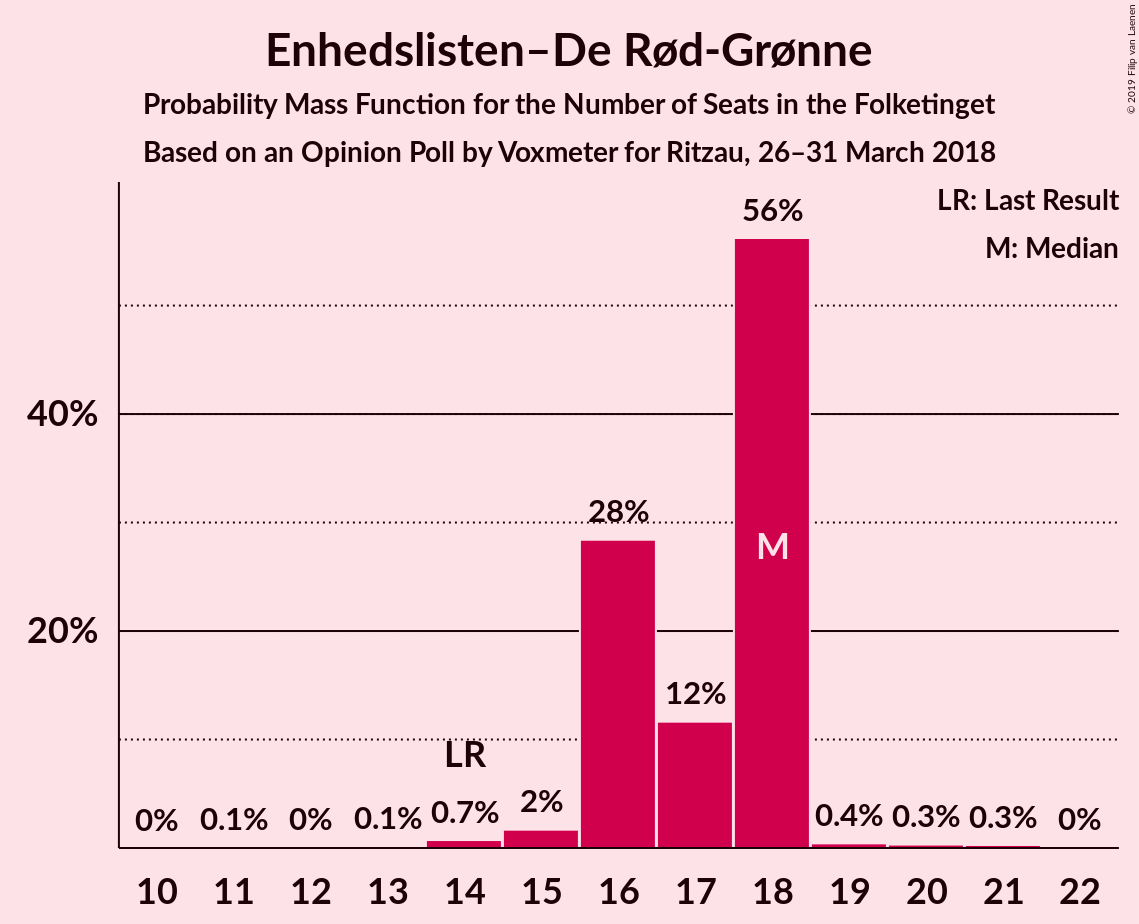 Enhedslisten–De Rød-Grønne
Probability Mass Function for the Number of Seats in the Folketinget
Based on an Opinion Poll by Voxmeter for Ritzau, 26–31 March 2018
© 2019 Filip van Laenen
LR: Last Result
M: Median
56%
40%
28%
M
20%
12%
LR
0% 0.1% 0% 0.1% 0.7% 2% 0.4% 0.3% 0.3% 0%
10 11 12 13 14 15 16 17 18 19 20 21 22